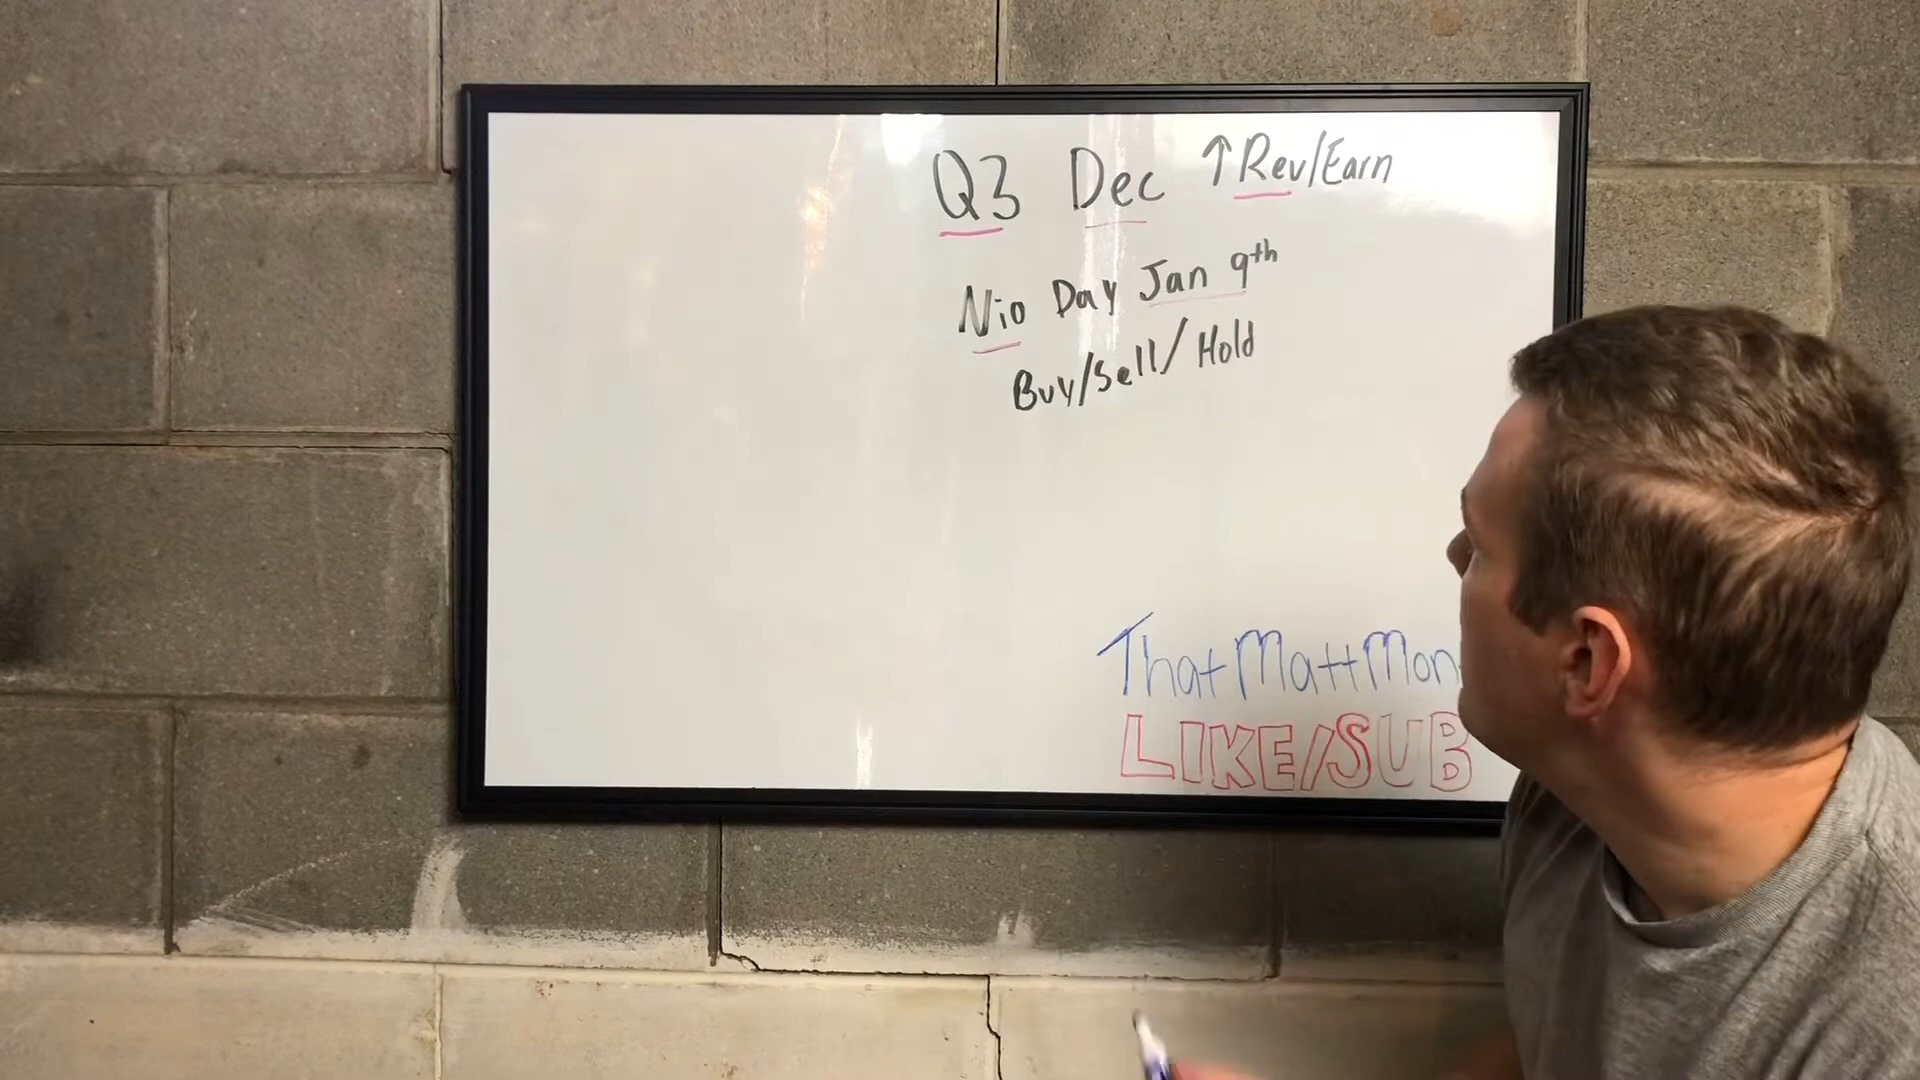 Q3 Dec ↑Rev/Earn
Nio Day Jan 9th
Buy/Sell/Hold
ThatMattMon
LIKE/SUB